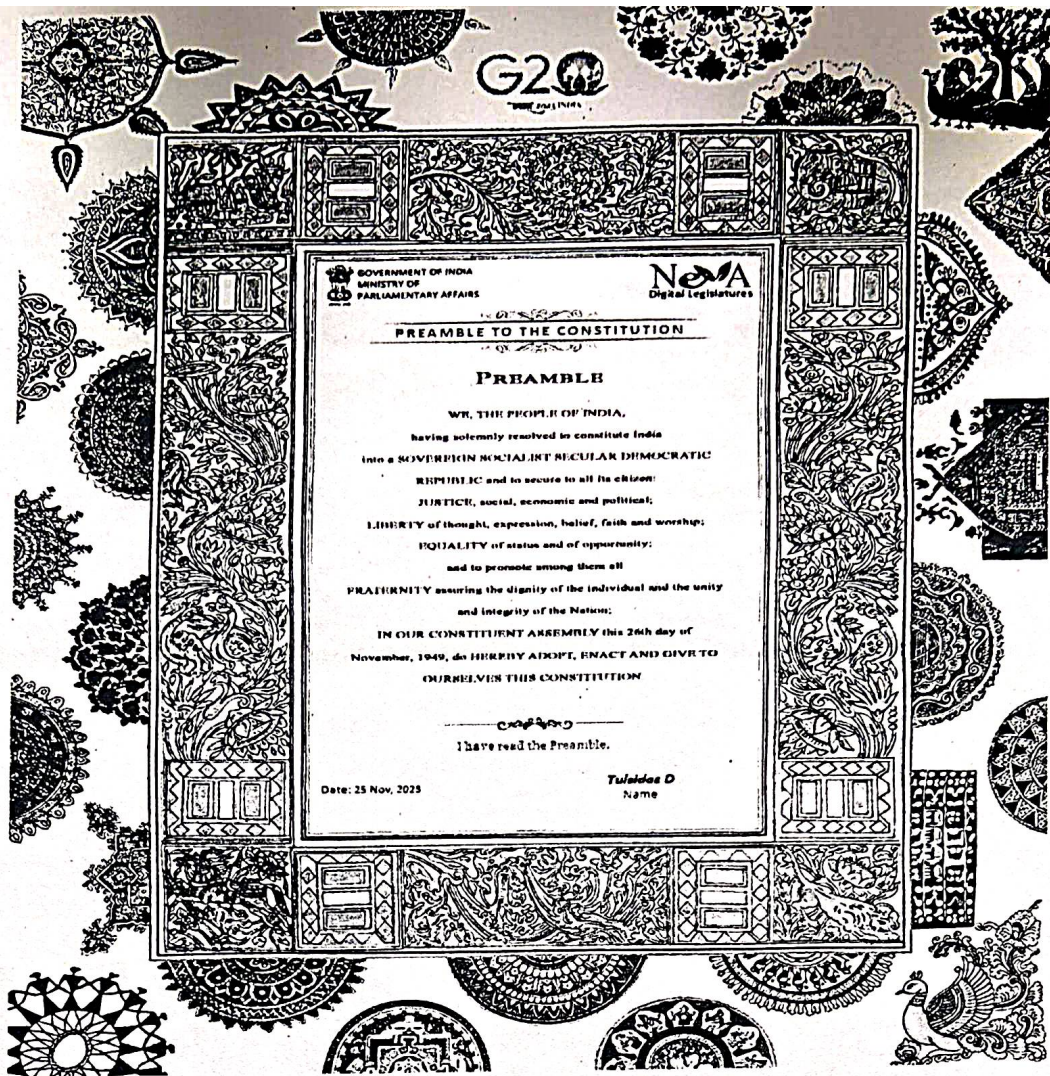 G20
GOVERNMENT OF INDIA
MINISTRY OF
PARLIAMENTARY AFFAIRS
NeVA
Digital Legislatures
PREAMBLE TO THE CONSTITUTION
PREAMBLE
WE, THE PEOPLE OF INDIA,
having solemnly resolved to constitute India
into a SOVEREIGN SOCIALIST SECULAR DEMOCRATIC
REPUBLIC and to secure to all its citizen:
JUSTICE, social, economic and political;
LIBERTY of thought, expression, belief, faith and worship;
EQUALITY of status and of opportunity;
and to promote among them all
FRATERNITY assuring the dignity of the individual and the unity
and integrity of the Nation;
IN OUR CONSTITUENT ASSEMBLY this 26th day of
November, 1949, do HEREBY ADOPT, ENACT AND GIVE TO
OURSELVES THIS CONSTITUTION
I have read the Preamble.
Tulsidas D
Date: 25 Nov, 2023
Name